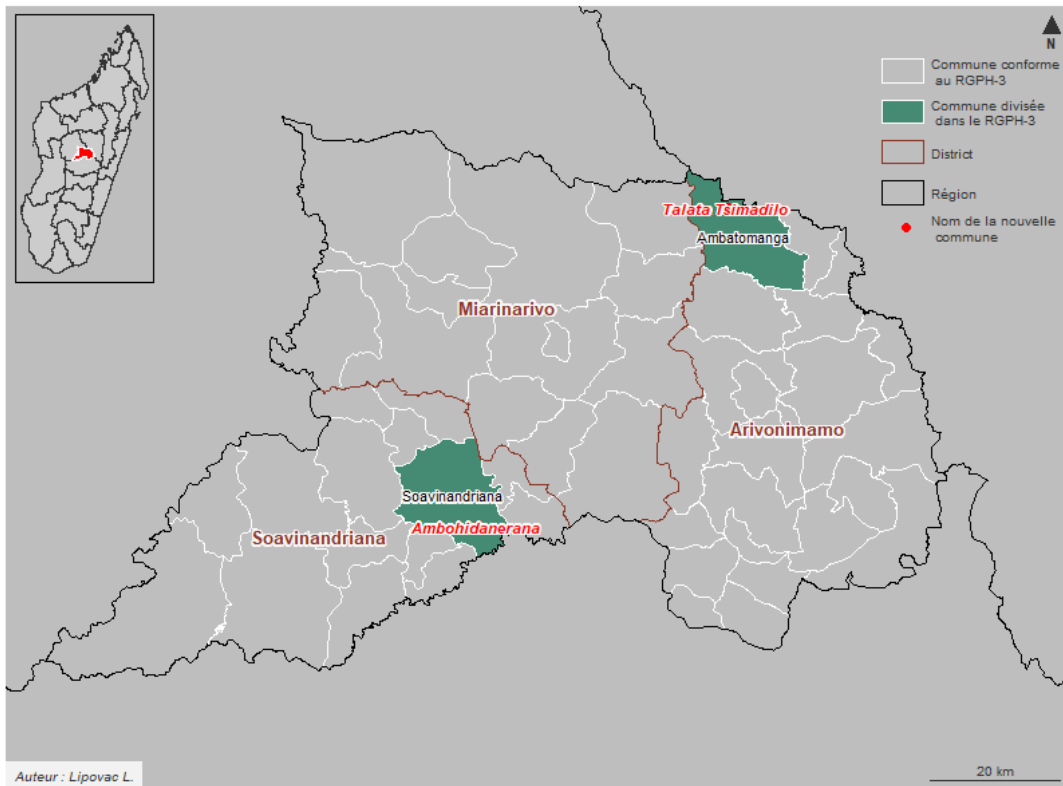 N
Commune conforme
au RGPH-3
Commune divisée
dans le RGPH-3
District
Région
Nom de la nouvelle
commune
Talata Tsimadilo
Ambatomanga
Miarinarivo
Arivonimamo
Soavinandriana
Ambohidanerana
Soavinandriana
Auteur : Lipovac L.
20 km